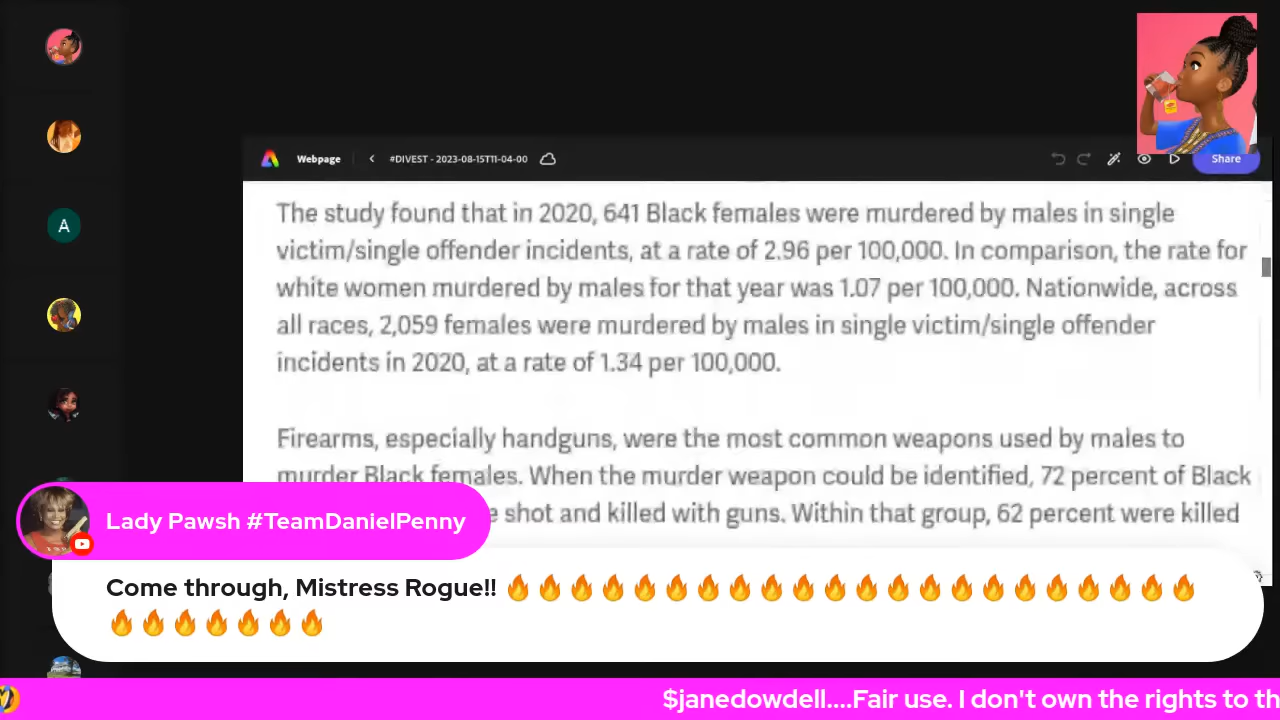 Webpage
#DIVEST - 2023-08-15T11-04-00
Share
A
The study found that in 2020, 641 Black females were murdered by males in single
victim/single offender incidents, at a rate of 2.96 per 100,000. In comparison, the rate for
white women murdered by males for that year was 1.07 per 100,000. Nationwide, across
all races, 2,059 females were murdered by males in single victim/single offender
incidents in 2020, at a rate of 1.34 per 100,000.
Firearms, especially handguns, were the most common weapons used by males to
murder Black females. When the murder weapon could be identified, 72 percent of Black
shot and killed with guns. Within that group, 62 percent were killed
Lady Pawsh #TeamDanielPenny
Come through, Mistress Rogue!! 🔥🔥🔥🔥🔥🔥🔥🔥🔥🔥🔥🔥🔥🔥🔥🔥🔥🔥🔥🔥🔥🔥
🔥🔥🔥🔥🔥🔥🔥
$janedowdell....Fair use. I don't own the rights to th